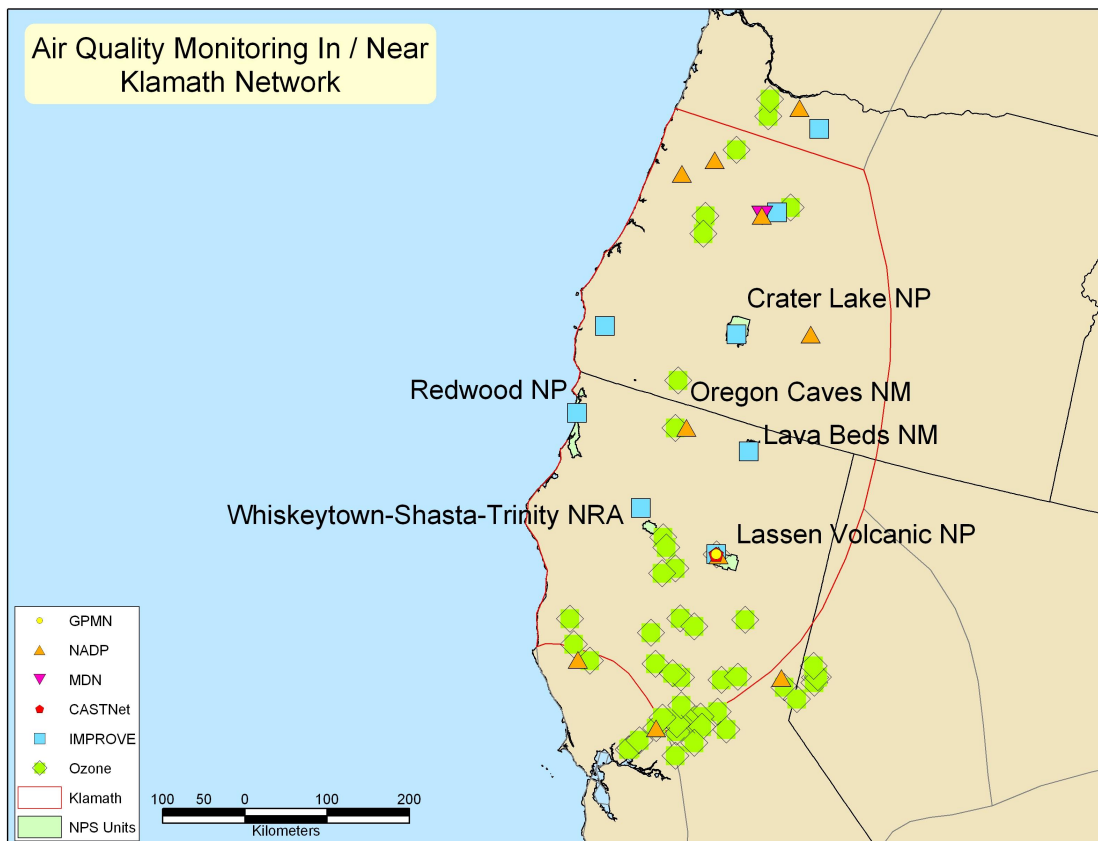 Air Quality Monitoring In / Near
Klamath Network
Crater Lake NP
Redwood NP
Oregon Caves NM
Lava Beds NM
Whiskeytown-Shasta-Trinity NRA
Lassen Volcanic NP
GPMN
NADP
MDN
CASTNet
IMPROVE
Ozone
Klamath
NPS Units
100 50 0 100 200
Kilometers